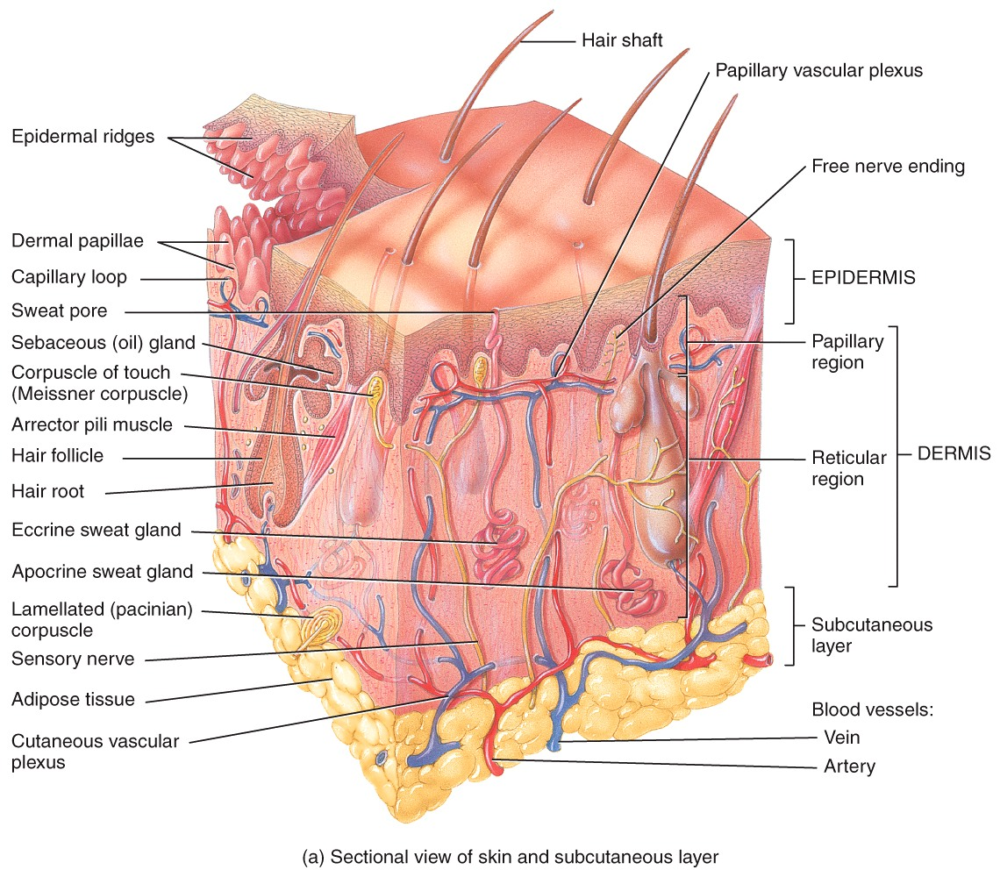 Hair shaft
Papillary vascular plexus
Epidermal ridges
Free nerve ending
Dermal papillae
Capillary loop
EPIDERMIS
Sweat pore
Sebaceous (oil) gland
Papillary
region
Corpuscle of touch
(Meissner corpuscle)
Arrector pili muscle
Hair follicle
Reticular
region
DERMIS
Hair root
Eccrine sweat gland
Apocrine sweat gland
Lamellated (pacinian)
corpuscle
Subcutaneous
layer
Sensory nerve
Adipose tissue
Blood vessels:
Vein
Cutaneous vascular
plexus
Artery
(a) Sectional view of skin and subcutaneous layer